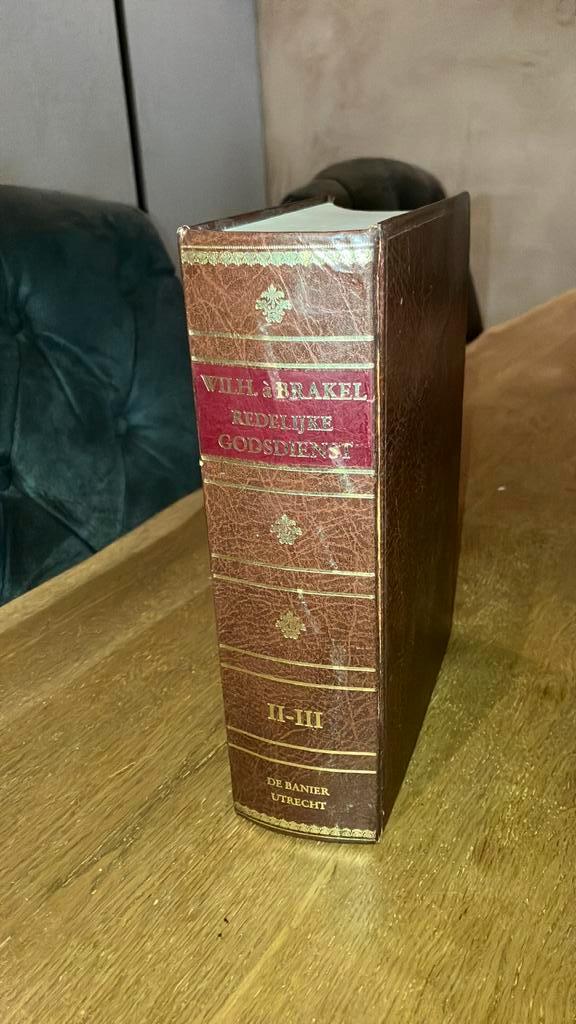 WILH. à BRAKEL
REDELIJKE
GODSDIENST
II-III
DE BANIER
UTRECHT